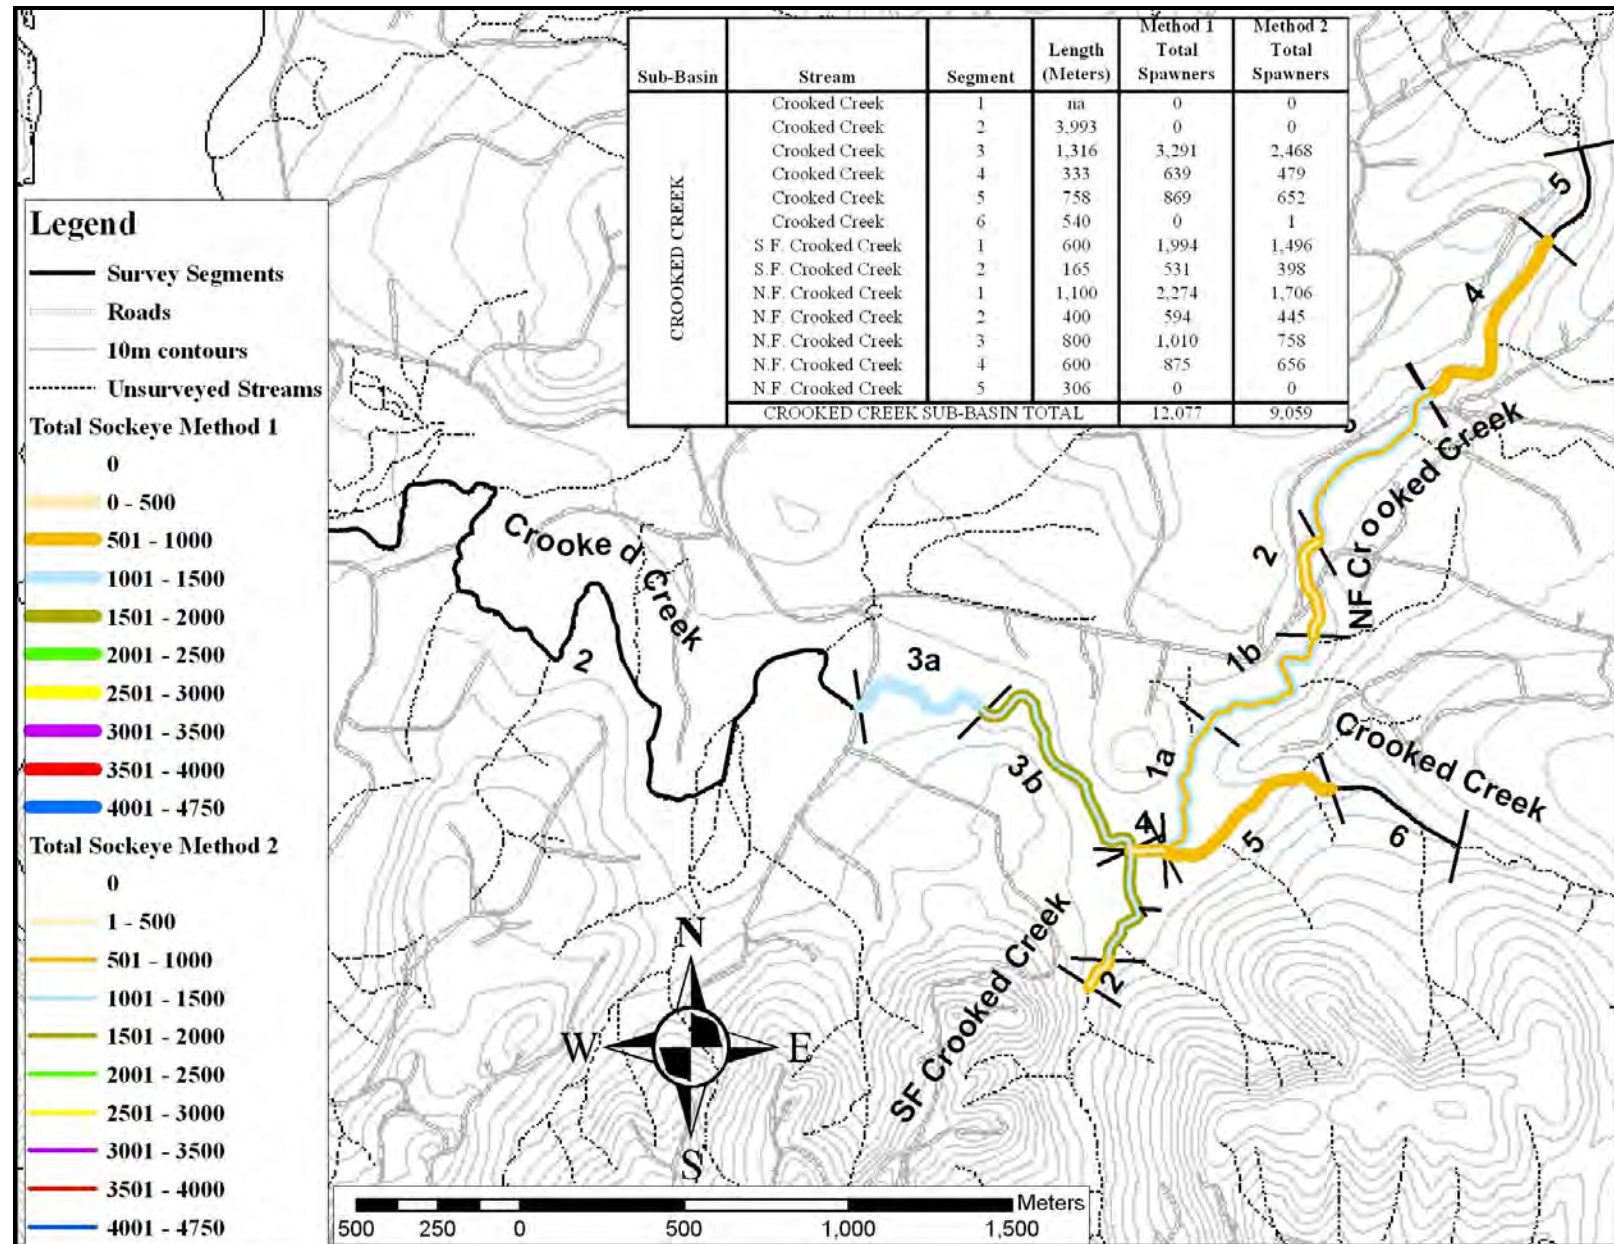 Sub-Basin Stream Segment Length (Meters) Method 1 Total Spawners Method 2 Total Spawners
CROOKED CREEK
Crooked Creek 1 na 0 0
Crooked Creek 2 3,993 0 0
Crooked Creek 3 1,316 3,291 2,468
Crooked Creek 4 333 639 479
Crooked Creek 5 758 869 652
Crooked Creek 6 540 0 1
S.F. Crooked Creek 1 600 1,994 1,496
S.F. Crooked Creek 2 165 531 398
N.F. Crooked Creek 1 1,100 2,274 1,706
N.F. Crooked Creek 2 400 594 445
N.F. Crooked Creek 3 800 1,010 758
N.F. Crooked Creek 4 600 875 656
N.F. Crooked Creek 5 306 0 0
CROOKED CREEK SUB-BASIN TOTAL 12,077 9,059
Legend
Survey Segments
Roads
10m contours
Unsurveyed Streams
Total Sockeye Method 1
0
0 - 500
501 - 1000
1001 - 1500
1501 - 2000
2001 - 2500
2501 - 3000
3001 - 3500
3501 - 4000
4001 - 4750
Total Sockeye Method 2
0
1 - 500
501 - 1000
1001 - 1500
1501 - 2000
2001 - 2500
2501 - 3000
3001 - 3500
3501 - 4000
4001 - 4750
5
4
NF Crooked Creek
2
1b
1a
Crooked Creek
2
3a
3b
4
5
6
Crooked Creek
SF Crooked Creek
2
N
W
E
S
500 250 0 500 1,000 1,500
Meters